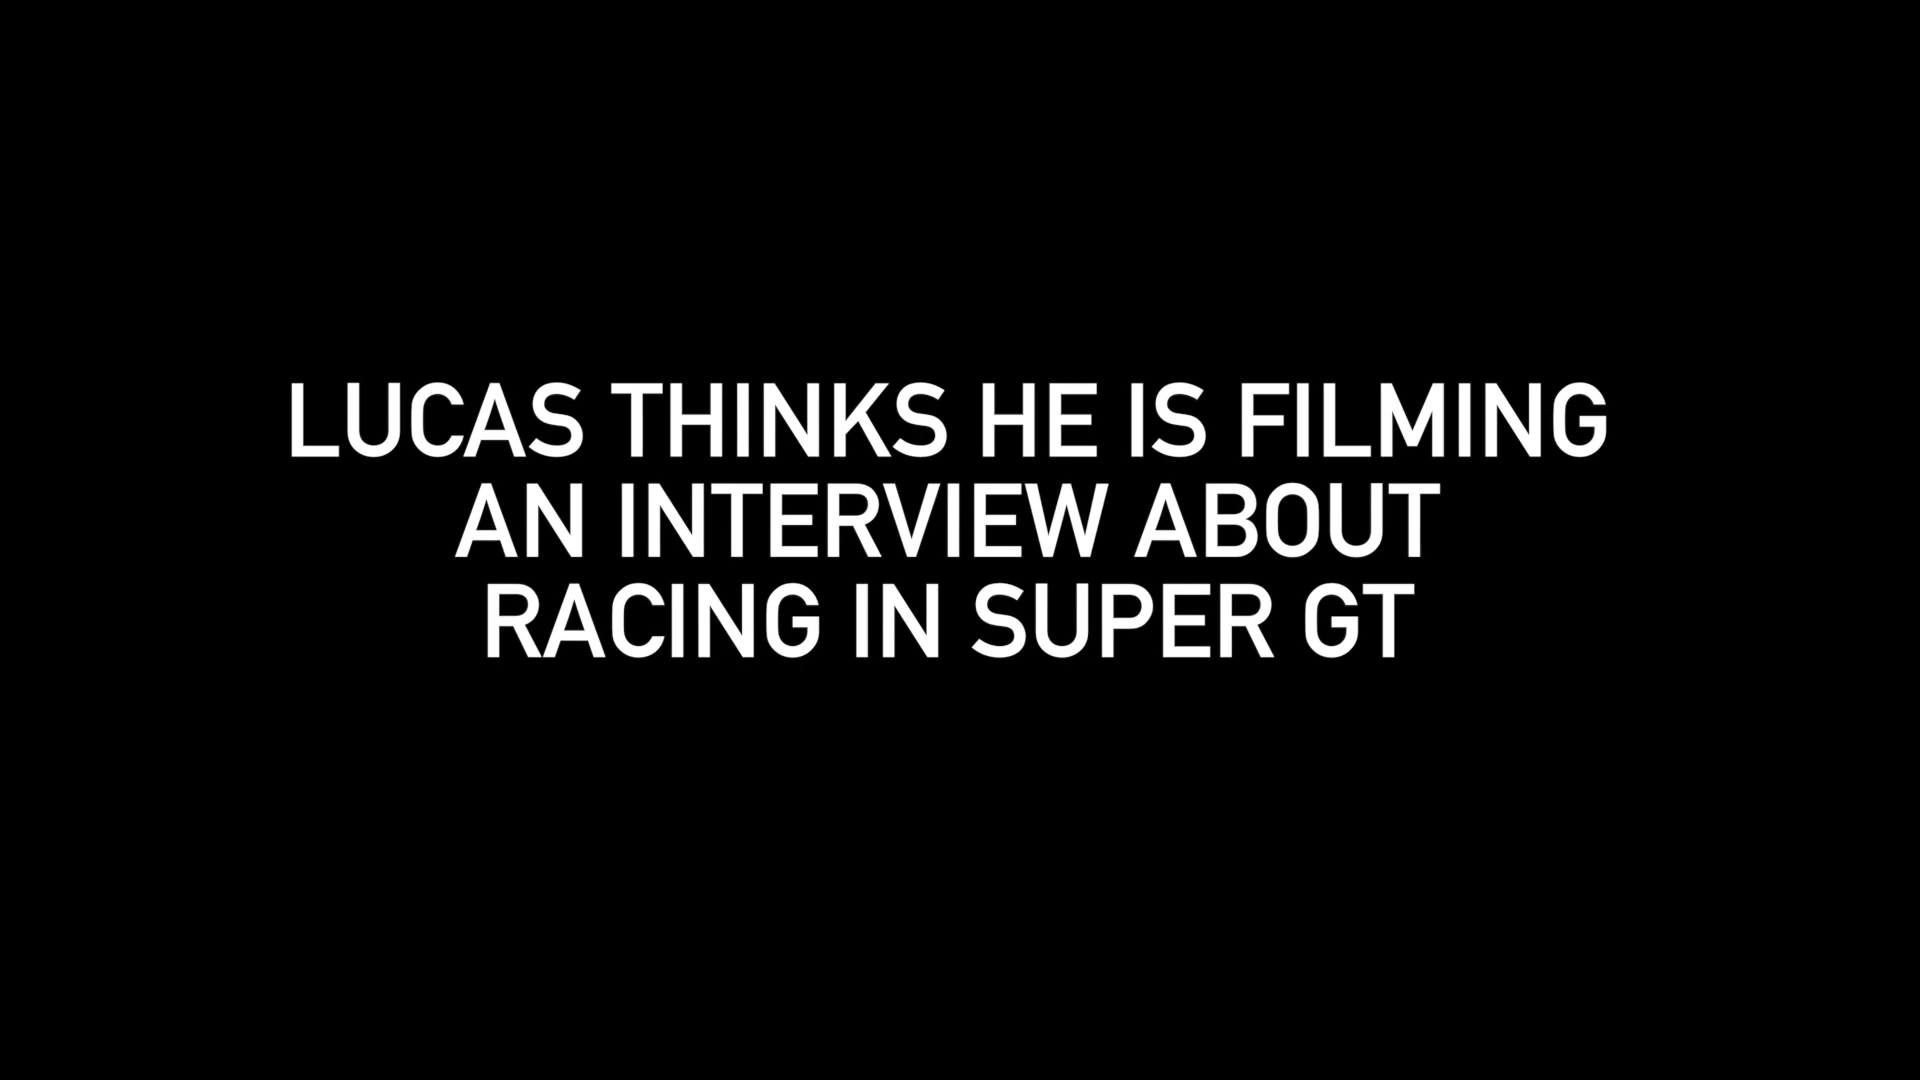 LUCAS THINKS HE IS FILMING
AN INTERVIEW ABOUT
RACING IN SUPER GT